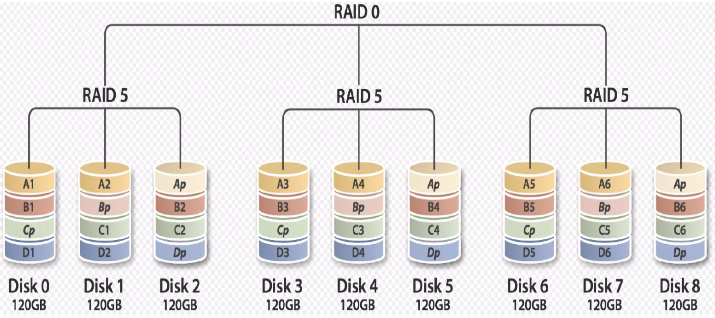 RAID 0
RAID 5 RAID 5 RAID 5
A1 A2 Ap A3 A4 Ap A5 A6 Ap
B1 Bp B2 B3 Bp B4 B5 Bp B6
Cp C1 C2 Cp C3 C4 Cp C5 C6
D1 D2 Dp D3 D4 Dp D5 D6 Dp
Disk 0 Disk 1 Disk 2 Disk 3 Disk 4 Disk 5 Disk 6 Disk 7 Disk 8
120GB 120GB 120GB 120GB 120GB 120GB 120GB 120GB 120GB